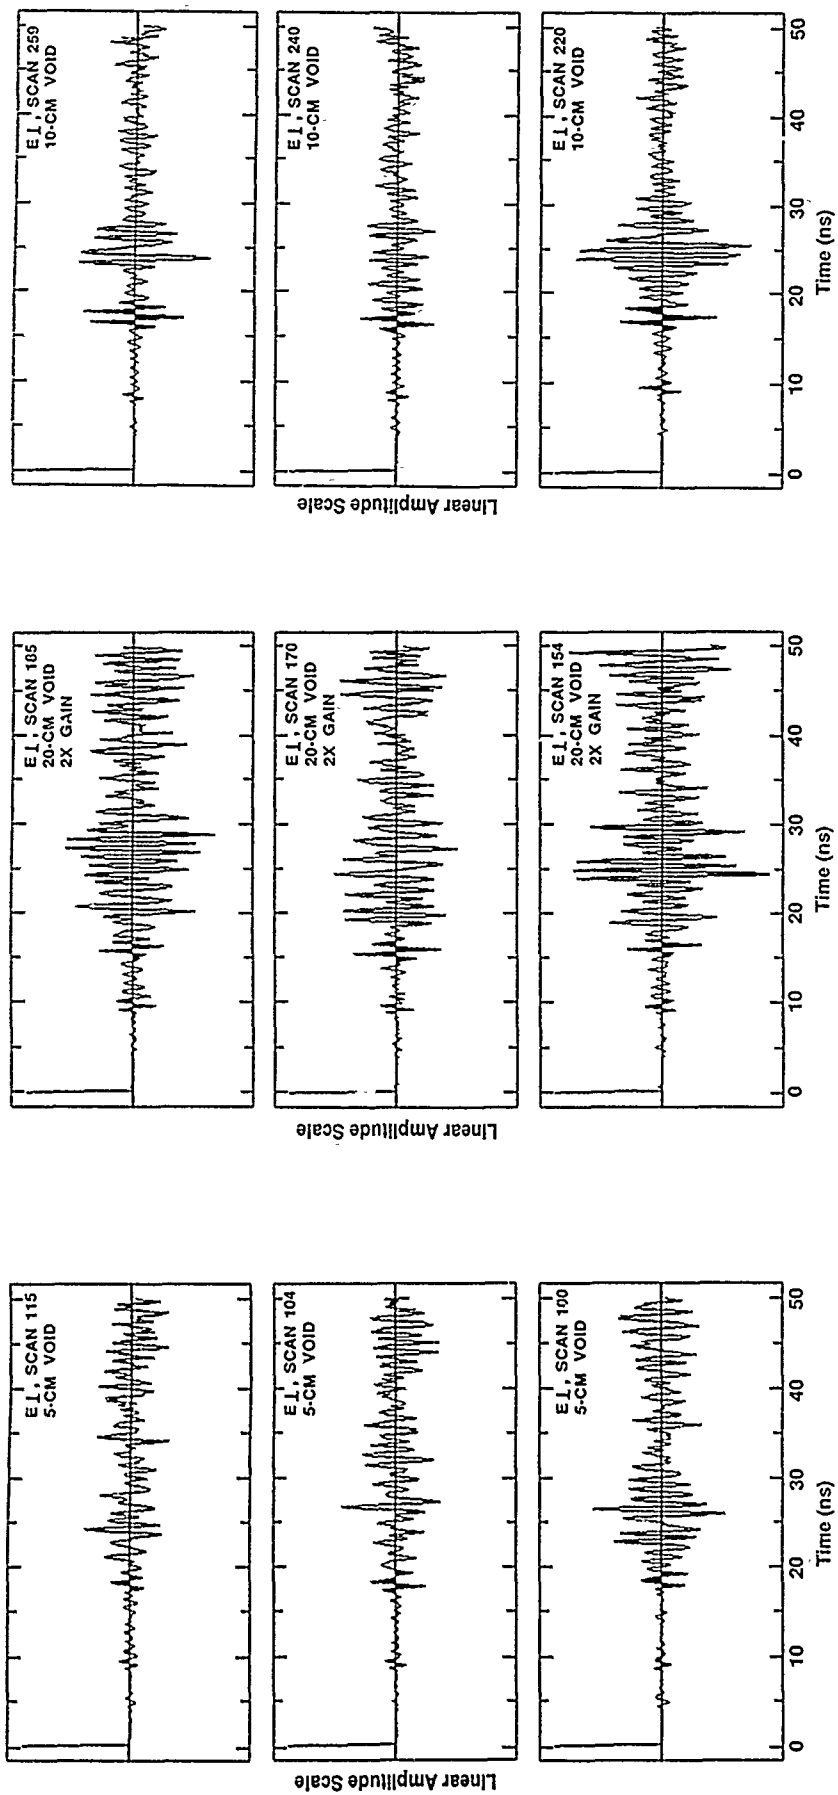 E⊥, SCAN 115
5-CM VOID
E⊥, SCAN 104
5-CM VOID
E⊥, SCAN 100
5-CM VOID
Linear Amplitude Scale
Linear Amplitude Scale
0 10 20 30 40 50
Time (ns)
E⊥, SCAN 185
20-CM VOID
2X GAIN
E⊥, SCAN 170
20-CM VOID
2X GAIN
E⊥, SCAN 154
20-CM VOID
2X GAIN
Linear Amplitude Scale
0 10 20 30 40 50
Time (ns)
E⊥, SCAN 259
10-CM VOID
E⊥, SCAN 240
10-CM VOID
E⊥, SCAN 220
10-CM VOID
Linear Amplitude Scale
0 10 20 30 40 50
Time (ns)